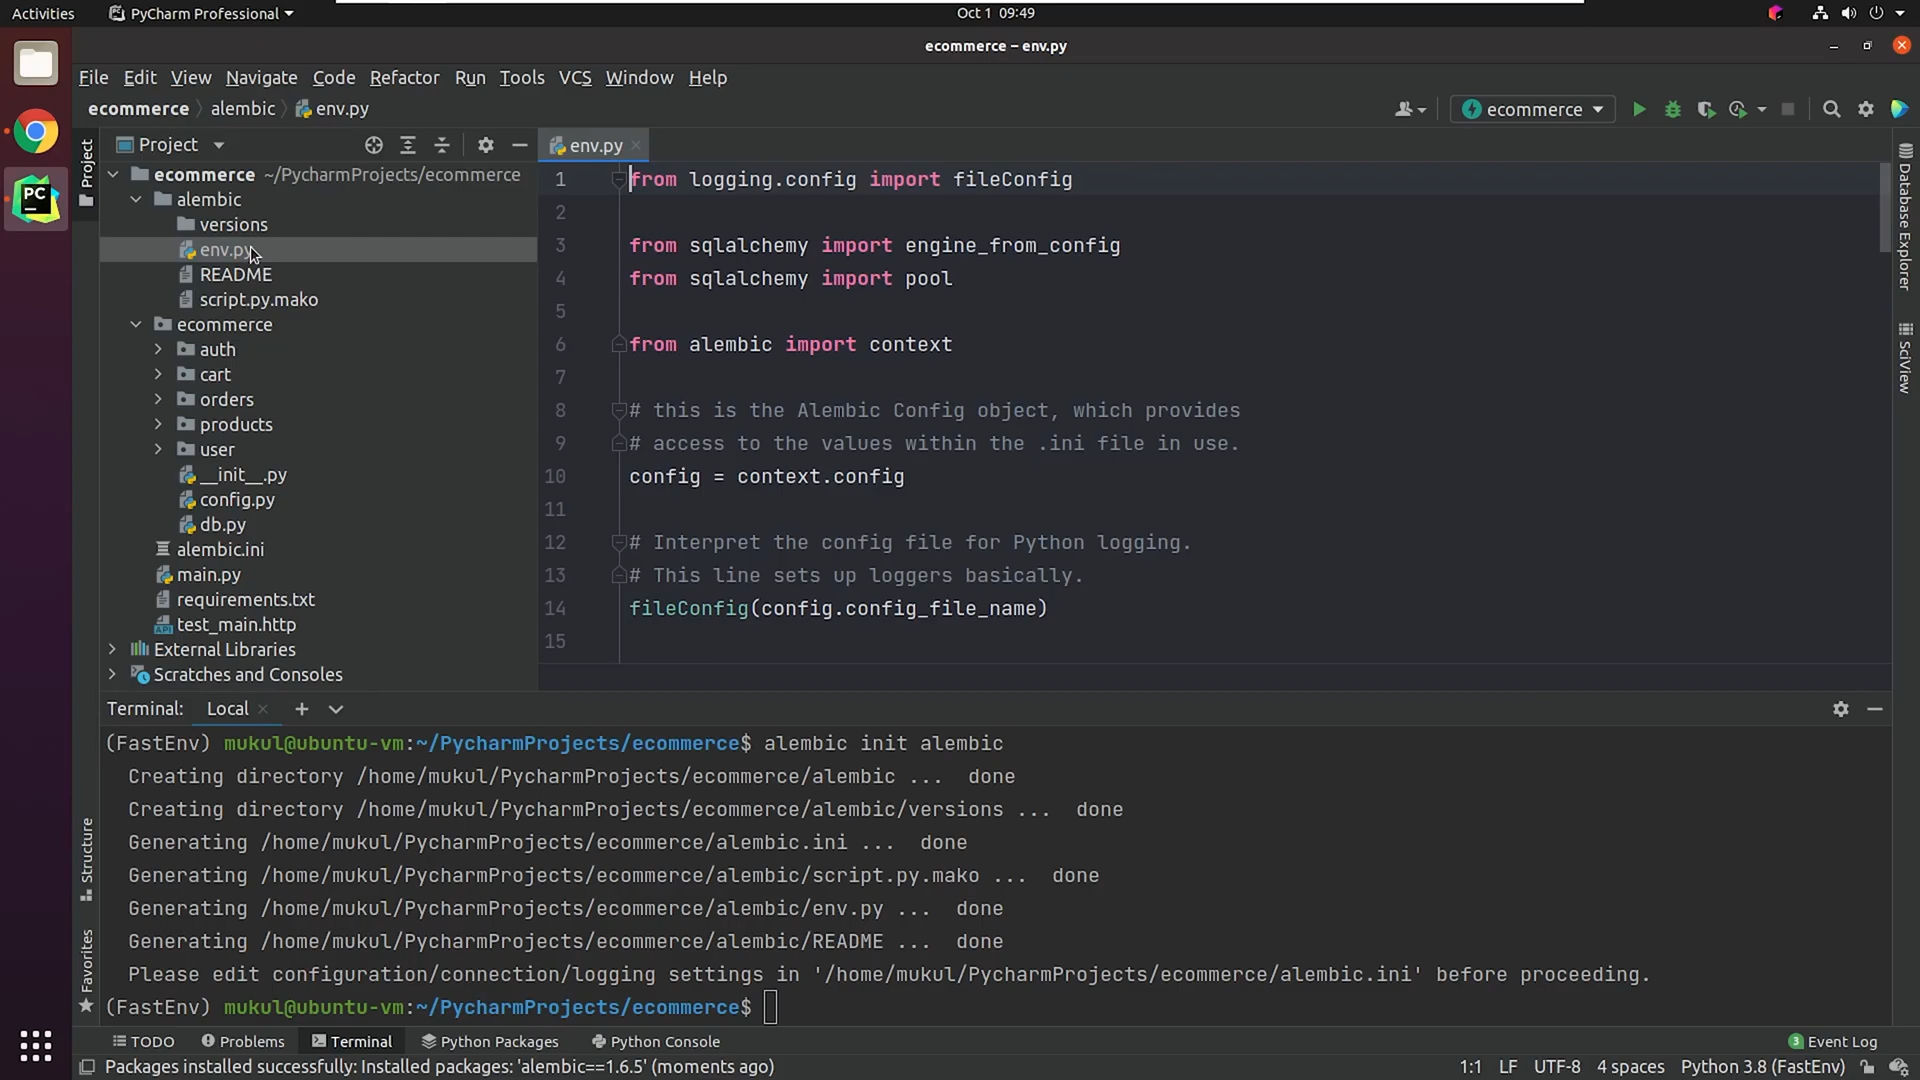 Activities
PyCharm Professional
Oct 1 09:49
ecommerce – env.py
File Edit View Navigate Code Refactor Run Tools VCS Window Help
ecommerce alembic env.py
ecommerce
Project
Project
env.py
ecommerce ~/PycharmProjects/ecommerce
alembic
versions
env.py
README
script.py.mako
ecommerce
auth
cart
orders
products
user
__init__.py
config.py
db.py
alembic.ini
main.py
requirements.txt
test_main.http
External Libraries
Scratches and Consoles
1 from logging.config import fileConfig
2
3 from sqlalchemy import engine_from_config
4 from sqlalchemy import pool
5
6 from alembic import context
7
8 # this is the Alembic Config object, which provides
9 # access to the values within the .ini file in use.
10 config = context.config
11
12 # Interpret the config file for Python logging.
13 # This line sets up loggers basically.
14 fileConfig(config.config_file_name)
15
Database Explorer
SciView
Terminal: Local
(FastEnv) mukul@ubuntu-vm:~/PycharmProjects/ecommerce$ alembic init alembic
Creating directory /home/mukul/PycharmProjects/ecommerce/alembic ... done
Creating directory /home/mukul/PycharmProjects/ecommerce/alembic/versions ... done
Generating /home/mukul/PycharmProjects/ecommerce/alembic.ini ... done
Generating /home/mukul/PycharmProjects/ecommerce/alembic/script.py.mako ... done
Generating /home/mukul/PycharmProjects/ecommerce/alembic/env.py ... done
Generating /home/mukul/PycharmProjects/ecommerce/alembic/README ... done
Please edit configuration/connection/logging settings in '/home/mukul/PycharmProjects/ecommerce/alembic.ini' before proceeding.
(FastEnv) mukul@ubuntu-vm:~/PycharmProjects/ecommerce$
Structure
Favorites
PC
TODO Problems Terminal Python Packages Python Console
3 Event Log
Packages installed successfully: Installed packages: 'alembic==1.6.5' (moments ago)
1:1 LF UTF-8 4 spaces Python 3.8 (FastEnv)